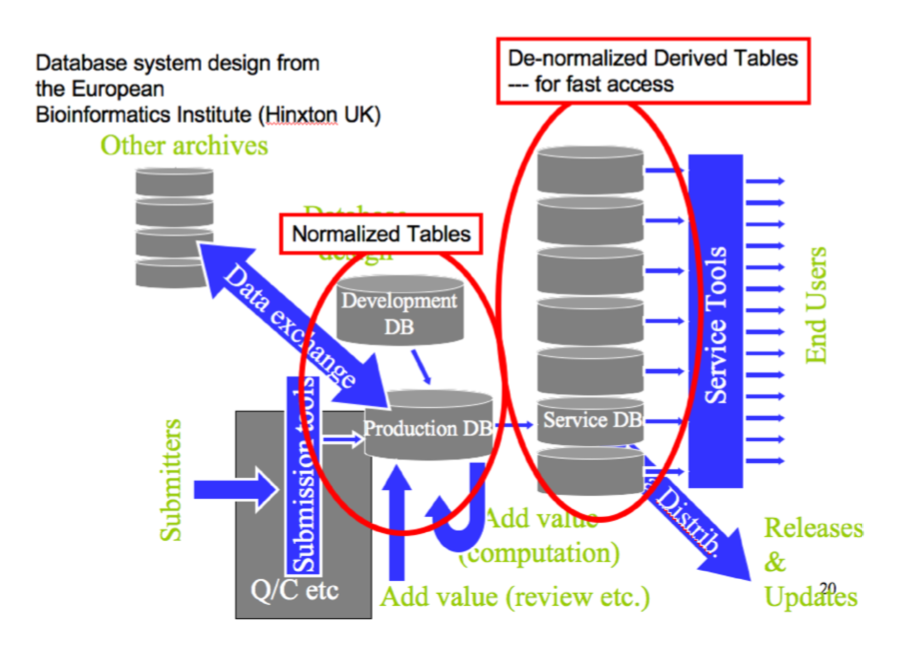 Database system design from
the European
Bioinformatics Institute (Hinxton UK)
De-normalized Derived Tables
--- for fast access
Other archives
Database
design
Normalized Tables
Data exchange
Development
DB
Production DB
Submission tools
Submitters
Q/C etc
Service DB
Service Tools
End Users
Add value
(computation)
Add value (review etc.)
Distrib.
Releases
&
Updates
20